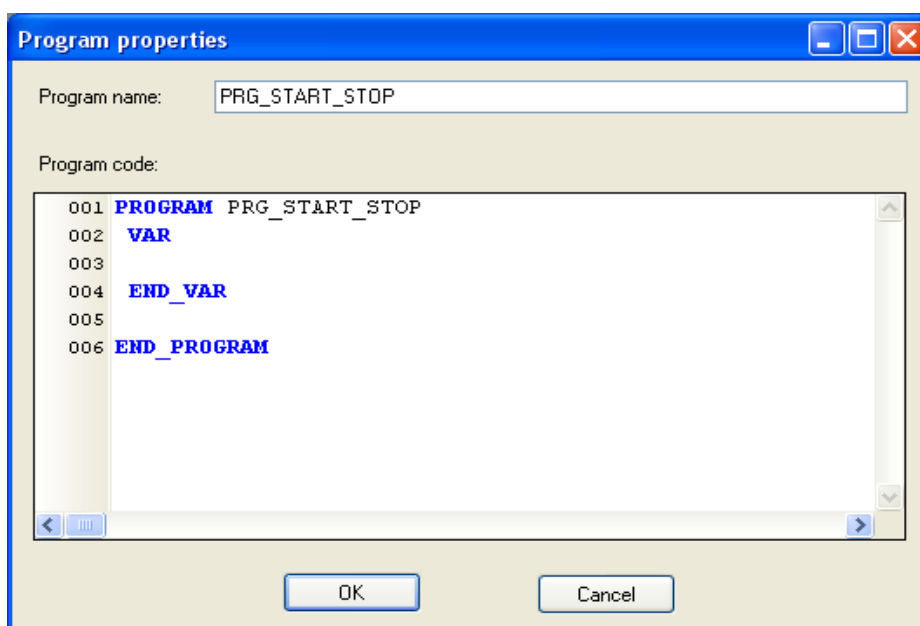 Program properties
Program name: PRG_START_STOP
Program code:
001 PROGRAM PRG_START_STOP
002 VAR
003
004 END_VAR
005
006 END_PROGRAM
OK Cancel